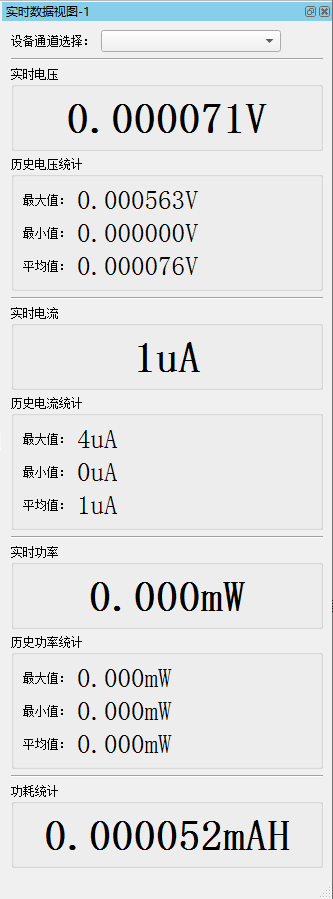 实时数据视图-1
设备通道选择：
实时电压
0.000071V
历史电压统计
最大值： 0.000563V
最小值： 0.000000V
平均值： 0.000076V
实时电流
1uA
历史电流统计
最大值： 4uA
最小值： 0uA
平均值： 1uA
实时功率
0.000mW
历史功率统计
最大值： 0.000mW
最小值： 0.000mW
平均值： 0.000mW
功耗统计
0.000052mAH